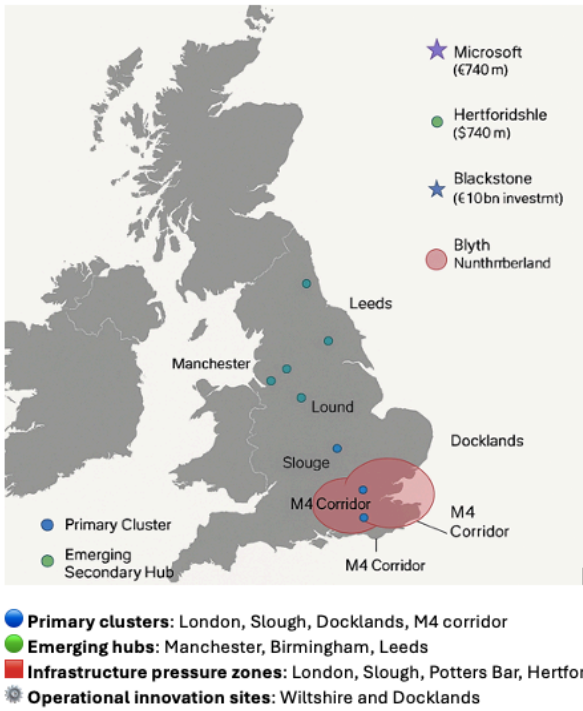 Microsoft
(€740 m)
Hertforidshle
($740 m)
Blackstone
(€10bn investmt)
Blyth
Nunthrrberland
Leeds
Manchester
Lound
Docklands
Slouge
M4 Corridor
M4
Corridor
M4 Corridor
Primary Cluster
Emerging
Secondary Hub
Primary clusters: London, Slough, Docklands, M4 corridor
Emerging hubs: Manchester, Birmingham, Leeds
Infrastructure pressure zones: London, Slough, Potters Bar, Hertfor
Operational innovation sites: Wiltshire and Docklands